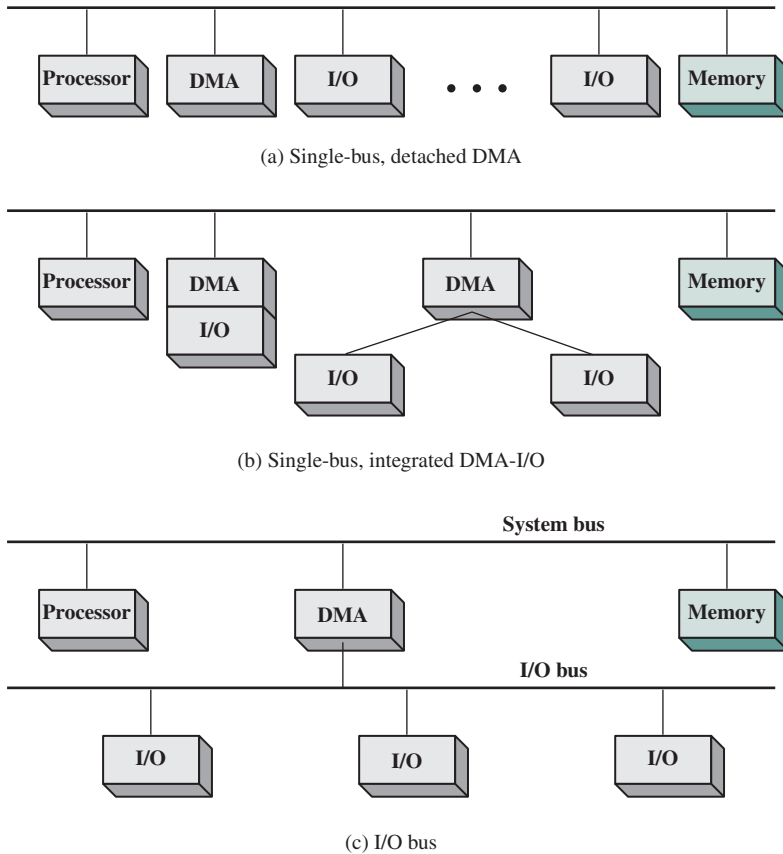 Processor DMA I/O • • • I/O Memory
(a) Single-bus, detached DMA
Processor DMA DMA Memory
I/O
I/O I/O
(b) Single-bus, integrated DMA-I/O
System bus
Processor DMA Memory
I/O bus
I/O I/O I/O
(c) I/O bus